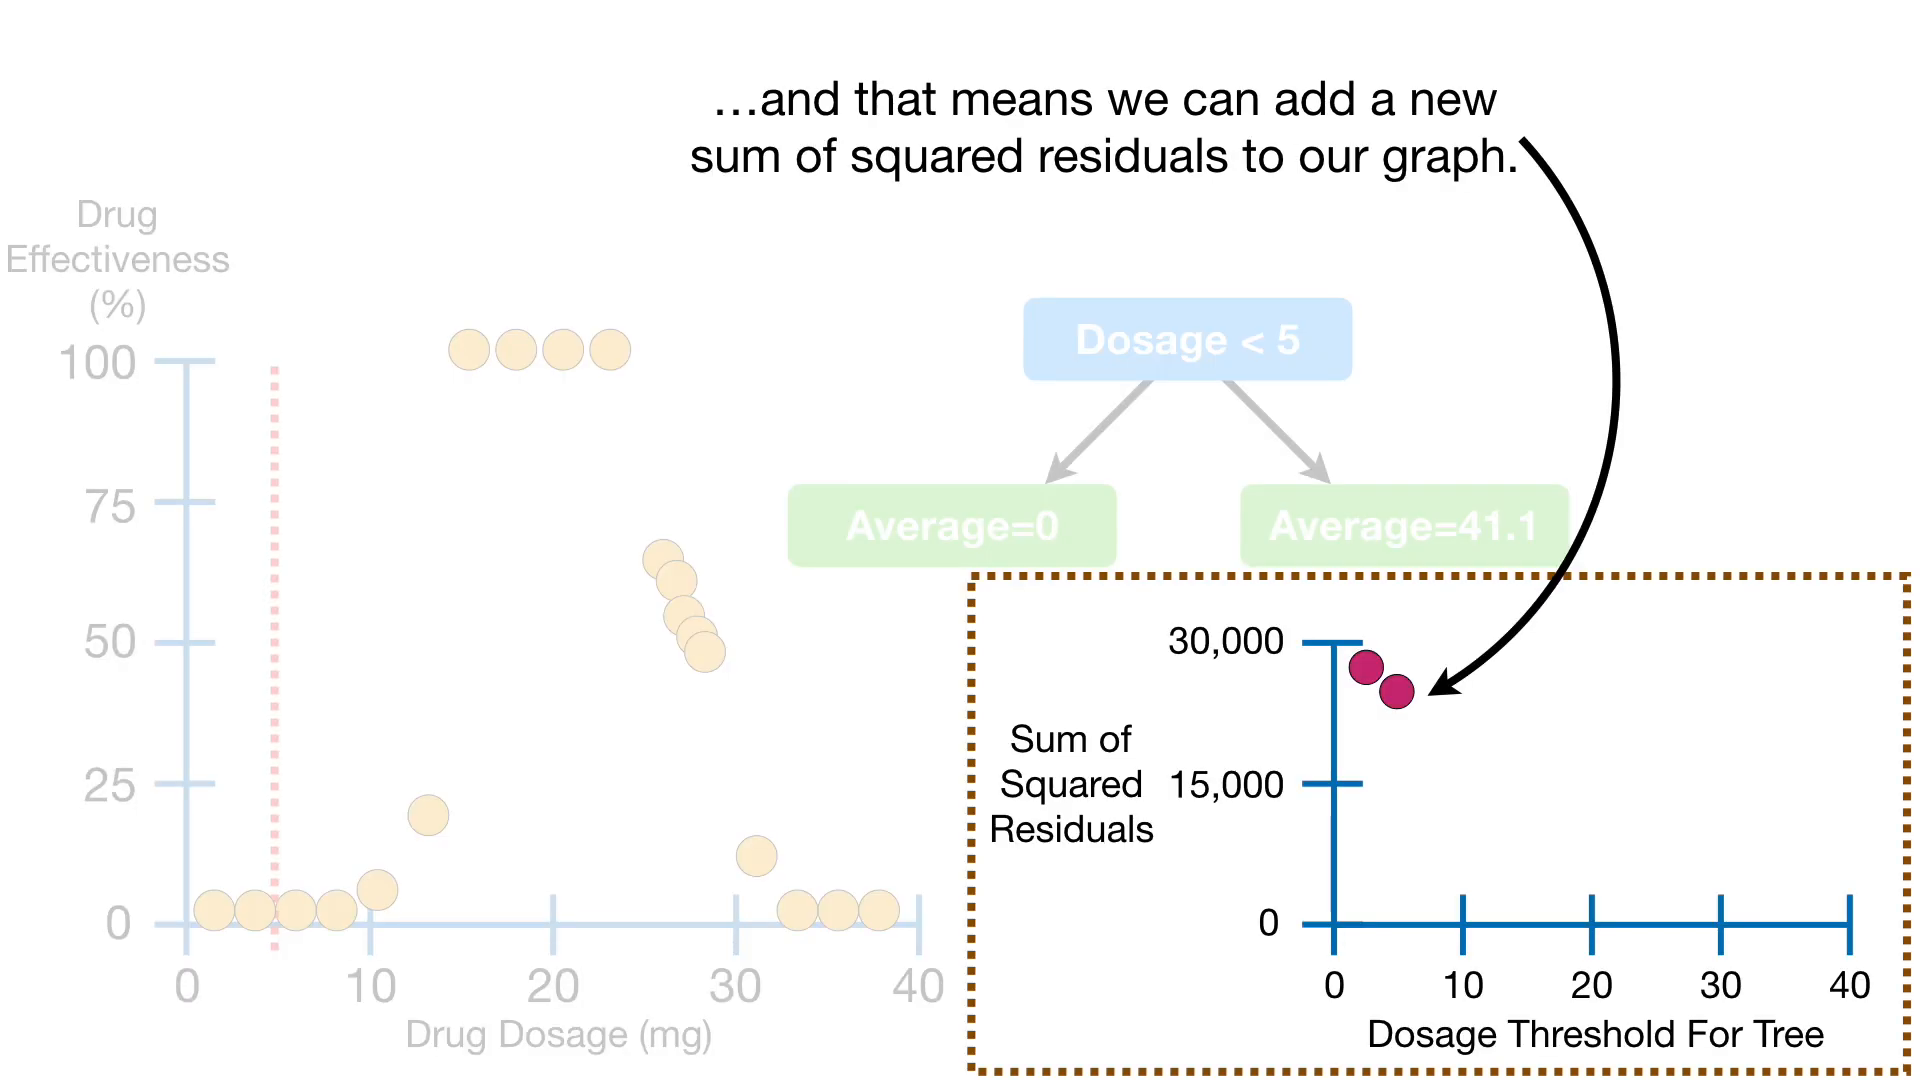 …and that means we can add a new
sum of squared residuals to our graph.
Drug
Effectiveness
(%)
100
75
50
25
0
0 10 20 30 40
Drug Dosage (mg)
Dosage < 5
Average=0
Average=41.1
Sum of
Squared
Residuals
30,000
15,000
0
0 10 20 30 40
Dosage Threshold For Tree